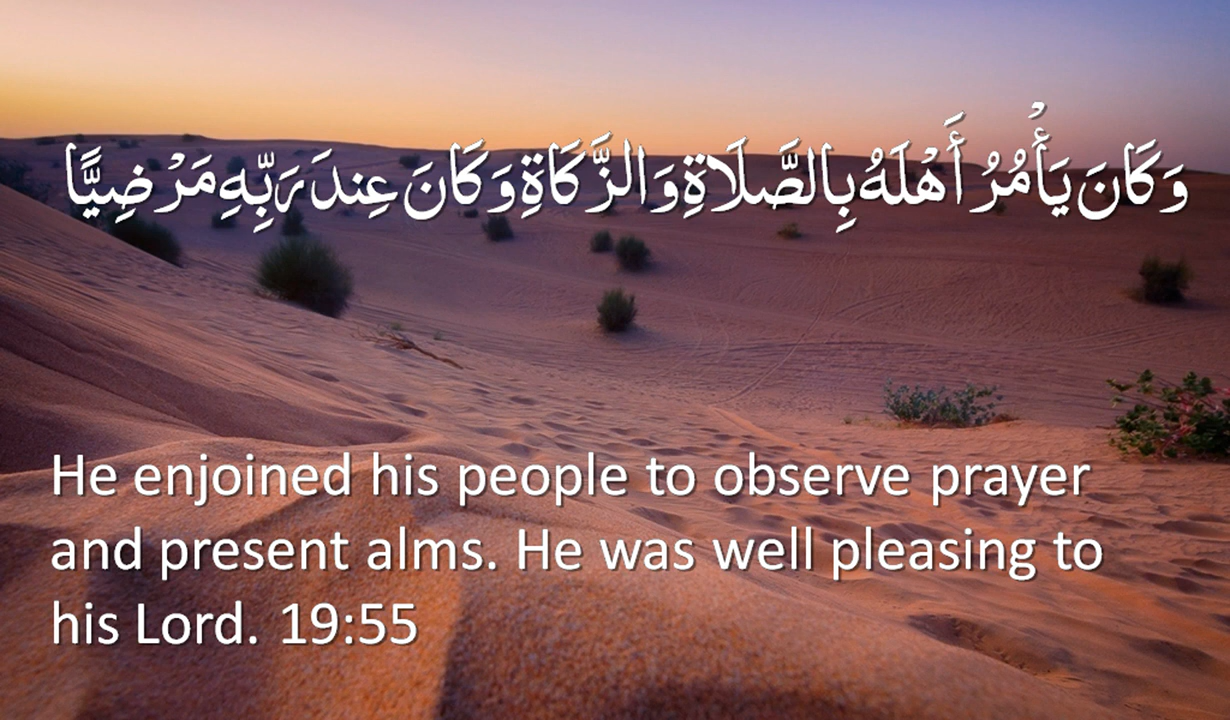 وَكَانَ يَأْمُرُ أَهْلَهُ بِالصَّلَاةِ وَالزَّكَاةِ وَكَانَ عِندَ رَبِّهِ مَرْضِيًّا
He enjoined his people to observe prayer
and present alms. He was well pleasing to
his Lord. 19:55